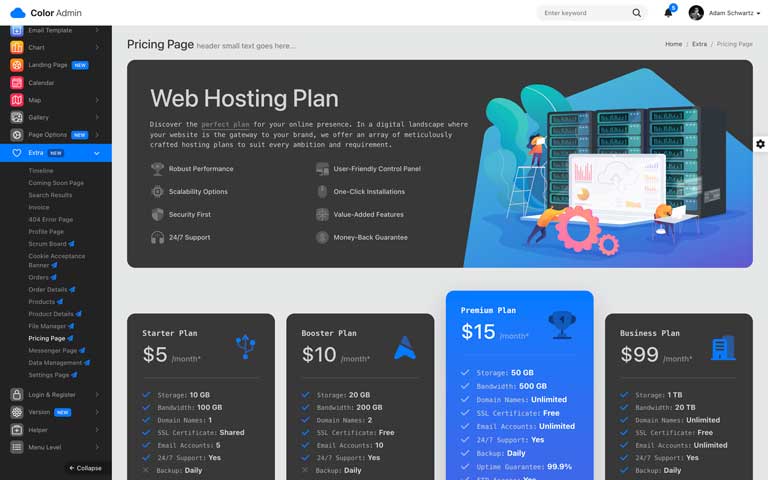 Color Admin
Enter keyword
5
Adam Schwartz
Email Template
Chart
Landing Page NEW
Calendar
Map
Gallery
Page Options NEW
Extra NEW
Timeline
Coming Soon Page
Search Results
Invoice
404 Error Page
Profile Page
Scrum Board
Cookie Acceptance
Banner
Orders
Order Details
Products
Product Details
File Manager
Pricing Page
Messenger Page
Data Management
Settings Page
Login & Register
Version NEW
Helper
Menu Level
Collapse
Pricing Page header small text goes here...
Home / Extra / Pricing Page
Web Hosting Plan
Discover the perfect plan for your online presence. In a digital landscape where
your website is the gateway to your brand, we offer an array of meticulously
crafted hosting plans to suit every ambition and requirement.
Robust Performance
User-Friendly Control Panel
Scalability Options
One-Click Installations
Security First
Value-Added Features
24/7 Support
Money-Back Guarantee
Starter Plan
$5 /month*
Storage: 10 GB
Bandwidth: 100 GB
Domain Names: 1
SSL Certificate: Shared
Email Accounts: 5
24/7 Support: Yes
Backup: Daily
Booster Plan
$10 /month*
Storage: 20 GB
Bandwidth: 200 GB
Domain Names: 2
SSL Certificate: Free
Email Accounts: 10
24/7 Support: Yes
Backup: Daily
Premium Plan
$15 /month*
1
Storage: 50 GB
Bandwidth: 500 GB
Domain Names: Unlimited
SSL Certificate: Free
Email Accounts: Unlimited
24/7 Support: Yes
Backup: Daily
Uptime Guarantee: 99.9%
Business Plan
$99 /month*
Storage: 1 TB
Bandwidth: 20 TB
Domain Names: Unlimited
SSL Certificate: Free
Email Accounts: Unlimited
24/7 Support: Yes
Backup: Daily